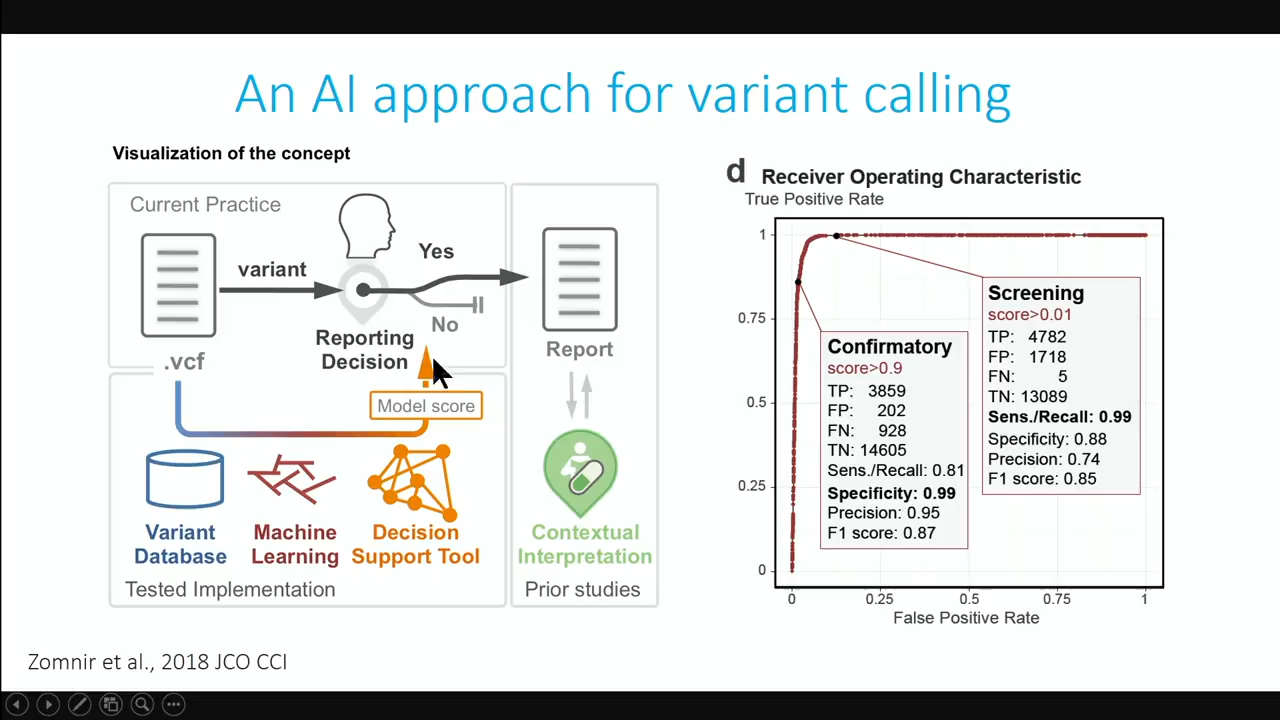 An AI approach for variant calling
Visualization of the concept
Current Practice
variant
Yes
No
Reporting
Decision
.vcf
Report
Model score
Variant
Database
Machine
Learning
Decision
Support Tool
Tested Implementation
Contextual
Interpretation
Prior studies
d Receiver Operating Characteristic
True Positive Rate
1
0.75
0.5
0.25
0
Confirmatory
score>0.9
TP: 3859
FP: 202
FN: 928
TN: 14605
Sens./Recall: 0.81
Specificity: 0.99
Precision: 0.95
F1 score: 0.87
Screening
score>0.01
TP: 4782
FP: 1718
FN: 5
TN: 13089
Sens./Recall: 0.99
Specificity: 0.88
Precision: 0.74
F1 score: 0.85
0 0.25 0.5 0.75 1
False Positive Rate
Zomnir et al., 2018 JCO CCI